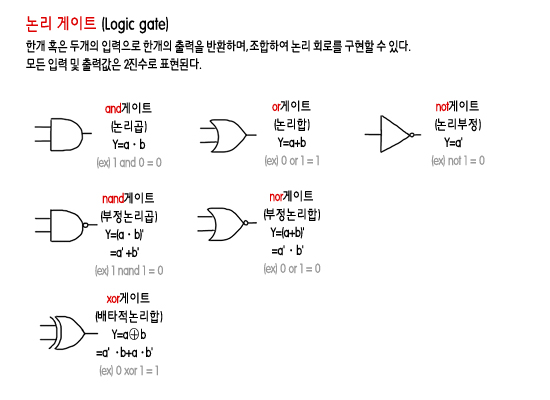 논리 게이트 (Logic gate)
한개 혹은 두개의 입력으로 한개의 출력을 반환하며, 조합하여 논리 회로를 구현할 수 있다.
모든 입력 및 출력값은 2진수로 표현된다.
and게이트
(논리곱)
Y=a · b
(ex) 1 and 0 = 0
or게이트
(논리합)
Y=a+b
(ex) 0 or 1 = 1
not게이트
(논리부정)
Y=a'
(ex) not 1 = 0
nand게이트
(부정논리곱)
Y=(a · b)'
=a' +b'
(ex) 1 nand 1 = 0
nor게이트
(부정논리합)
Y=(a+b)'
=a' · b'
(ex) 0 or 1 = 0
xor게이트
(배타적논리합)
Y=a⊕b
=a' ·b+a ·b'
(ex) 0 xor 1 = 1